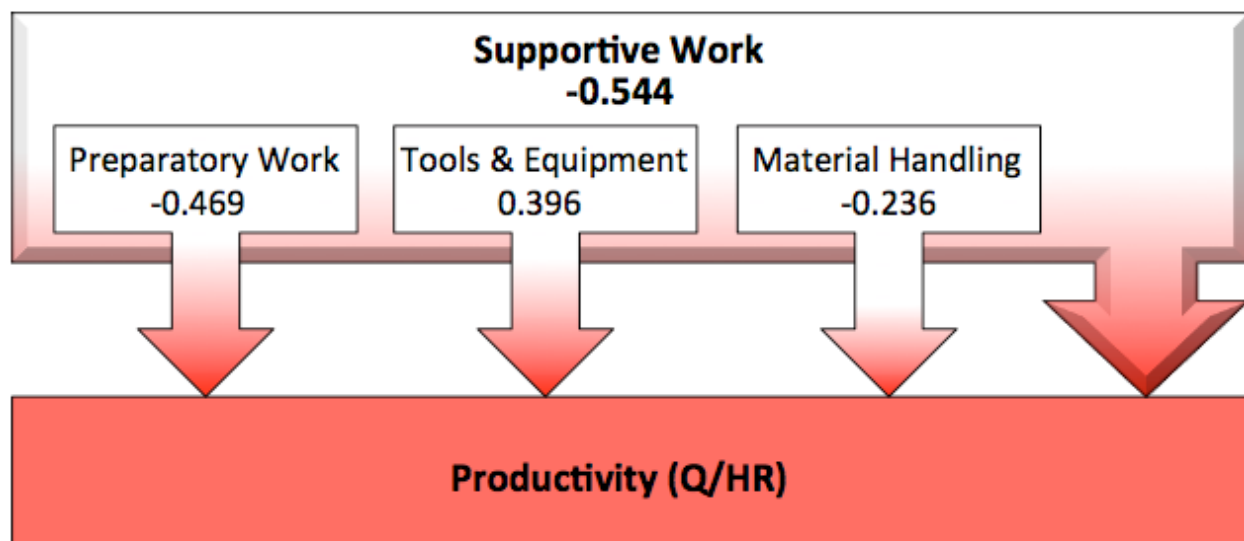 Supportive Work
-0.544
Preparatory Work
-0.469
Tools & Equipment
0.396
Material Handling
-0.236
Productivity (Q/HR)